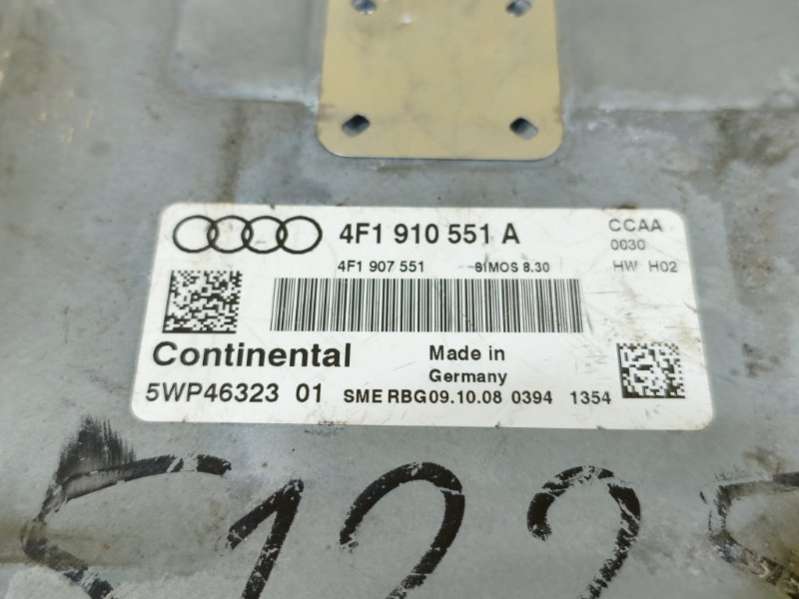 4F1 910 551 A
CCAA
0030
4F1 907 551 SIMOS 8.30 HW H02
Continental
Made in
Germany
5WP46323 01 SME RBG09.10.08 0394 1354
5122